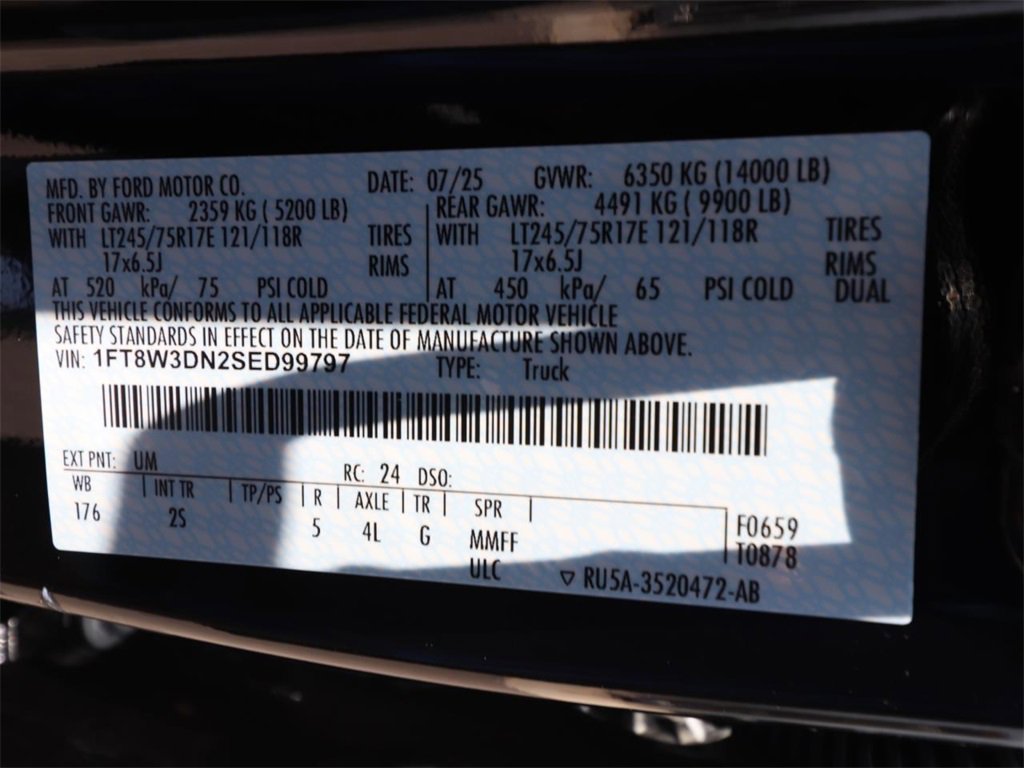 MFD. BY FORD MOTOR CO. DATE: 07/25 GVWR: 6350 KG (14000 LB)
FRONT GAWR: 2359 KG ( 5200 LB) REAR GAWR: 4491 KG ( 9900 LB)
WITH LT245/75R17E 121/118R TIRES WITH LT245/75R17E 121/118R TIRES
17x6.5J RIMS 17x6.5J RIMS
AT 520 kPa/ 75 PSI COLD AT 450 kPa/ 65 PSI COLD DUAL
THIS VEHICLE CONFORMS TO ALL APPLICABLE FEDERAL MOTOR VEHICLE
SAFETY STANDARDS IN EFFECT ON THE DATE OF MANUFACTURE SHOWN ABOVE.
VIN: 1FT8W3DN2SED99797 TYPE: Truck
EXT PNT: UM RC: 24 DSO:
WB INT TR TP/PS R AXLE TR SPR
176 2S 5 4L G MMFF F0659
ULC T0878
▽ RU5A-3520472-AB